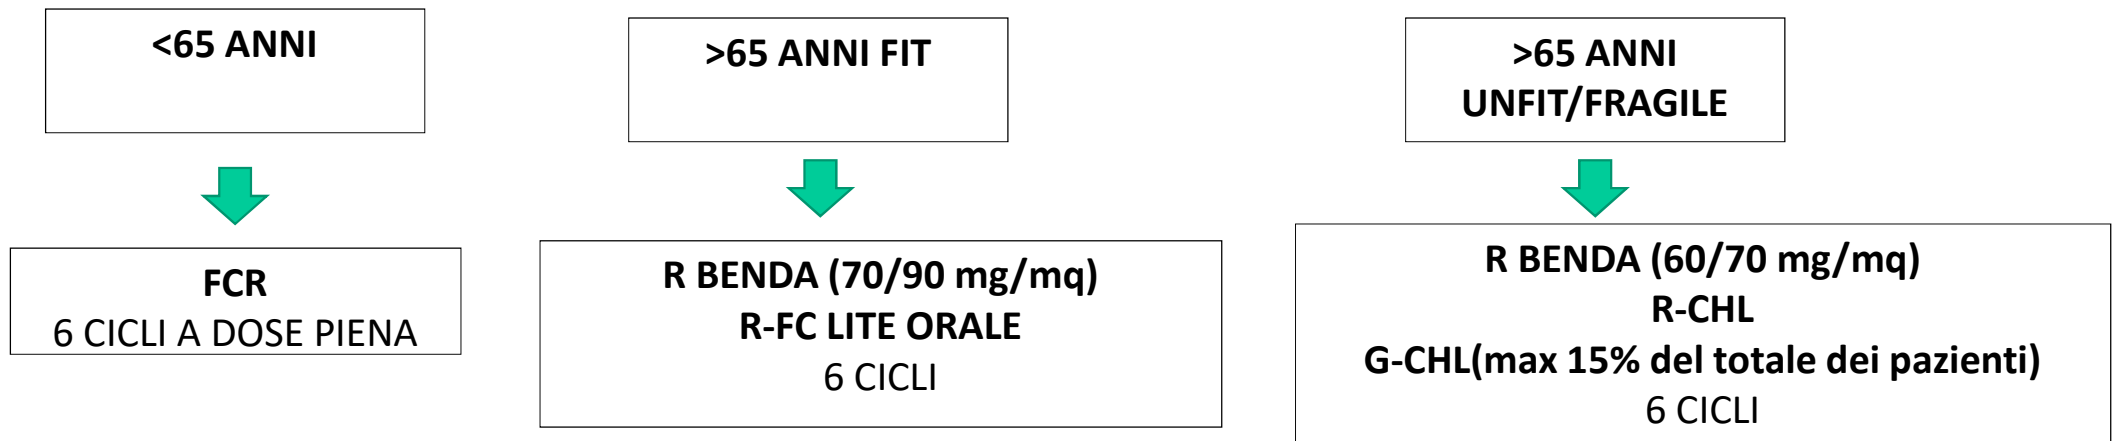 <65 ANNI
FCR
6 CICLI A DOSE PIENA
>65 ANNI FIT
R BENDA (70/90 mg/mq)
R-FC LITE ORALE
6 CICLI
>65 ANNI
UNFIT/FRAGILE
R BENDA (60/70 mg/mq)
R-CHL
G-CHL(max 15% del totale dei pazienti)
6 CICLI